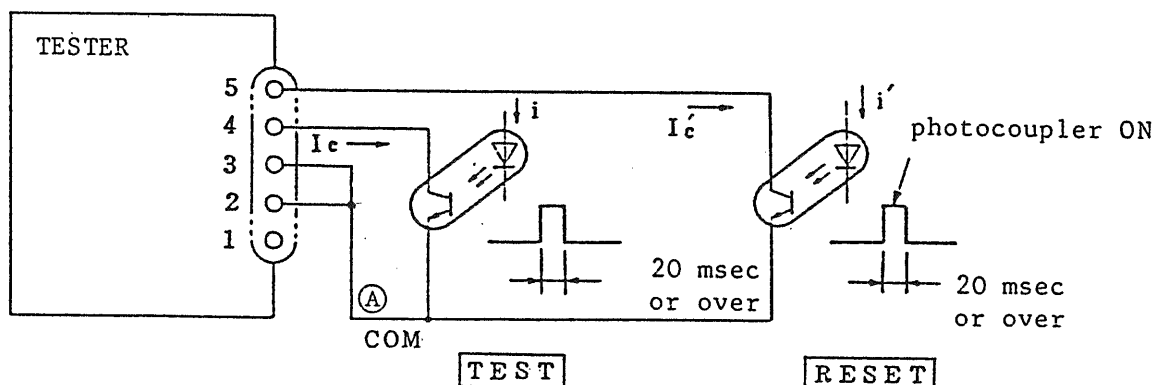 TESTER
5
4
3
2
1
Ic
i
I'c
i'
photocoupler ON
20 msec
or over
20 msec
or over
A
COM
TEST
RESET